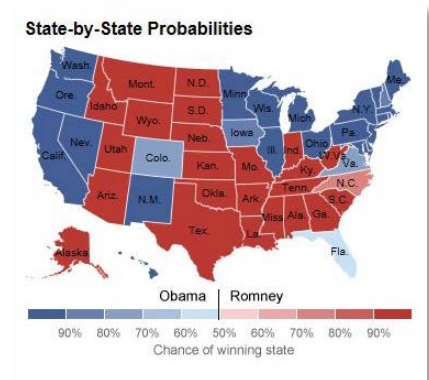 State-by-State Probabilities
Wash.
Mont.
N.D.
Minn
Me.
Ore.
Idaho
Wyo.
S.D.
Wis.
Mich
N.Y.
Nev.
Utah
Colo.
Neb.
Iowa
Ill.
Ind.
Ohio
Pa.
W.Va.
Va.
Calif.
Kan.
Mo.
Ky.
N.C.
Ariz.
N.M.
Okla.
Ark.
Tenn.
S.C.
Tex.
La.
Miss.
Ala.
Ga.
Alaska
Fla.
Obama Romney
90% 80% 70% 60% 50% 60% 70% 80% 90%
Chance of winning state